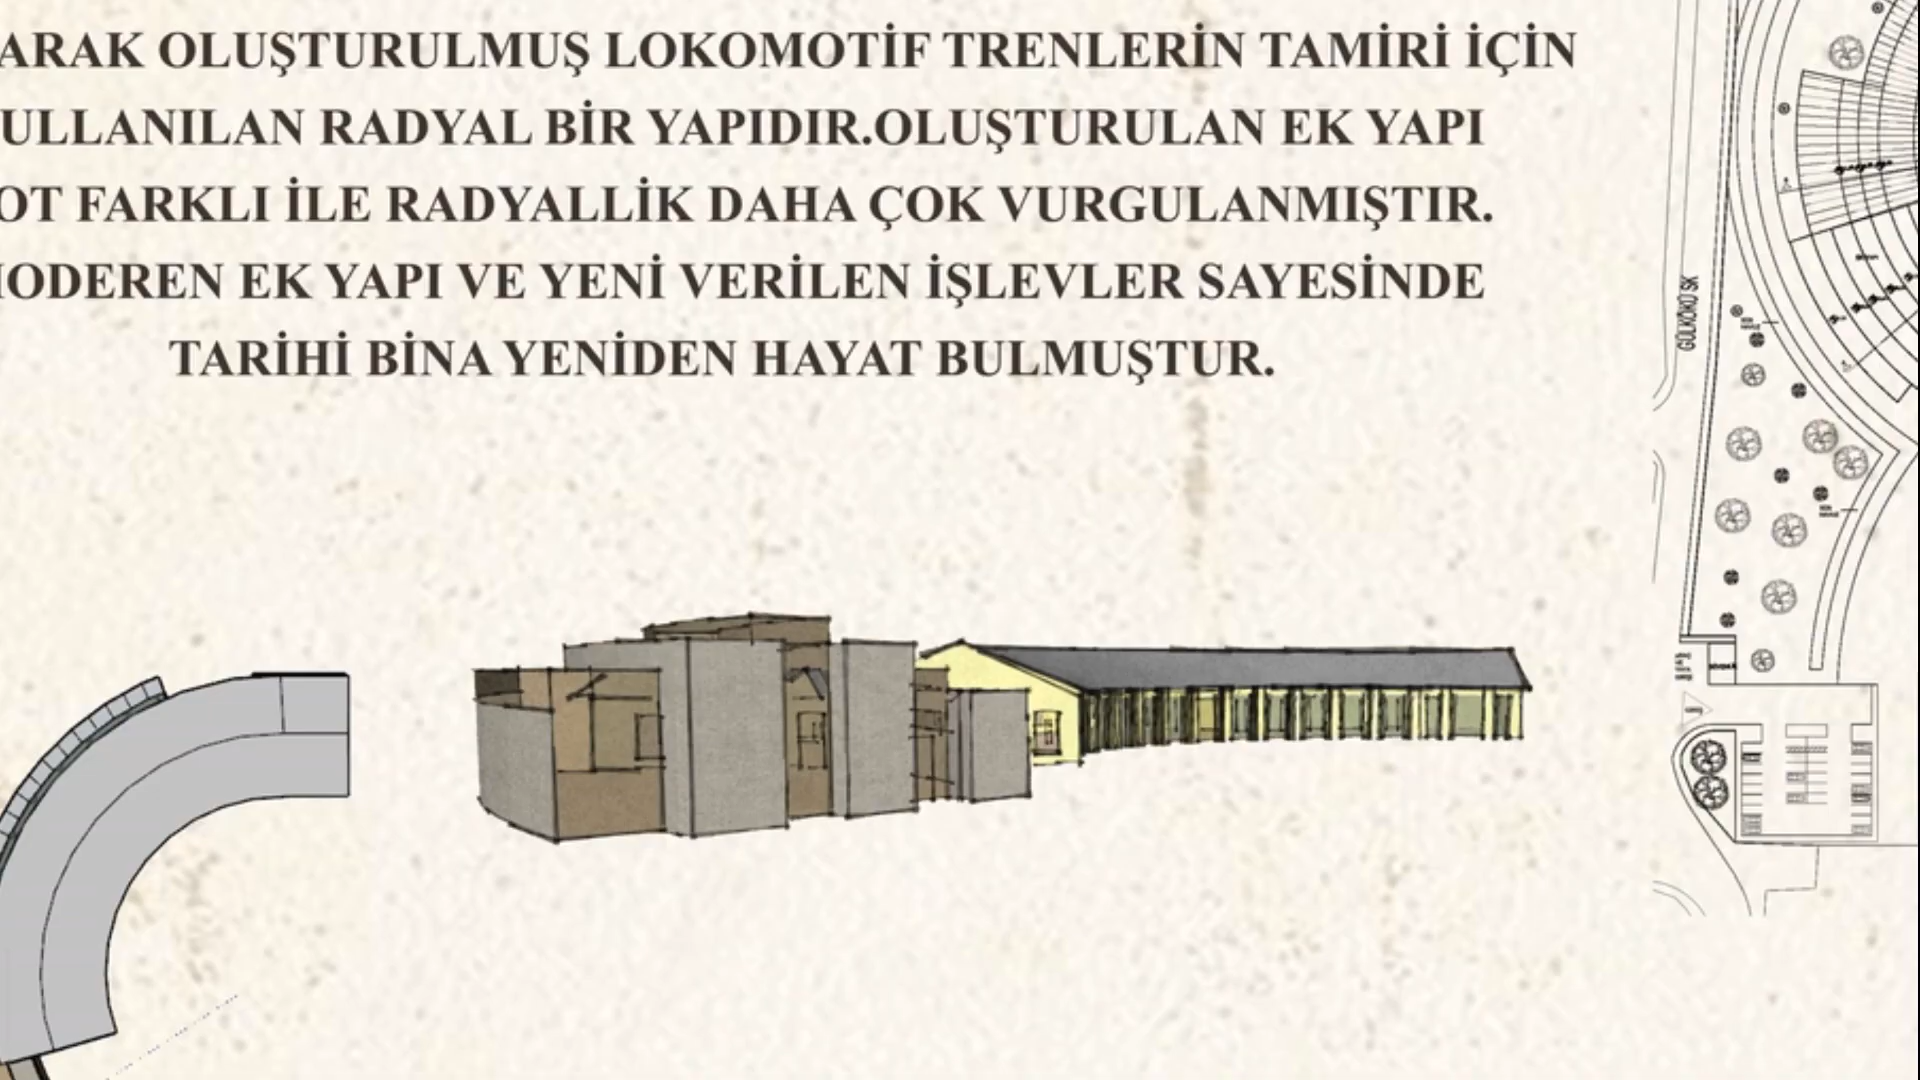 ARAK OLUŞTURULMUŞ LOKOMOTİF TRENLERİN TAMİRİ İÇİN
ULLANILAN RADYAL BİR YAPIDIR.OLUŞTURULAN EK YAPI
OT FARKLI İLE RADYALLİK DAHA ÇOK VURGULANMIŞTIR.
ODEREN EK YAPI VE YENİ VERİLEN İŞLEVLER SAYESİNDE
TARİHİ BİNA YENİDEN HAYAT BULMUŞTUR.
GÜLKÖKÜ SK